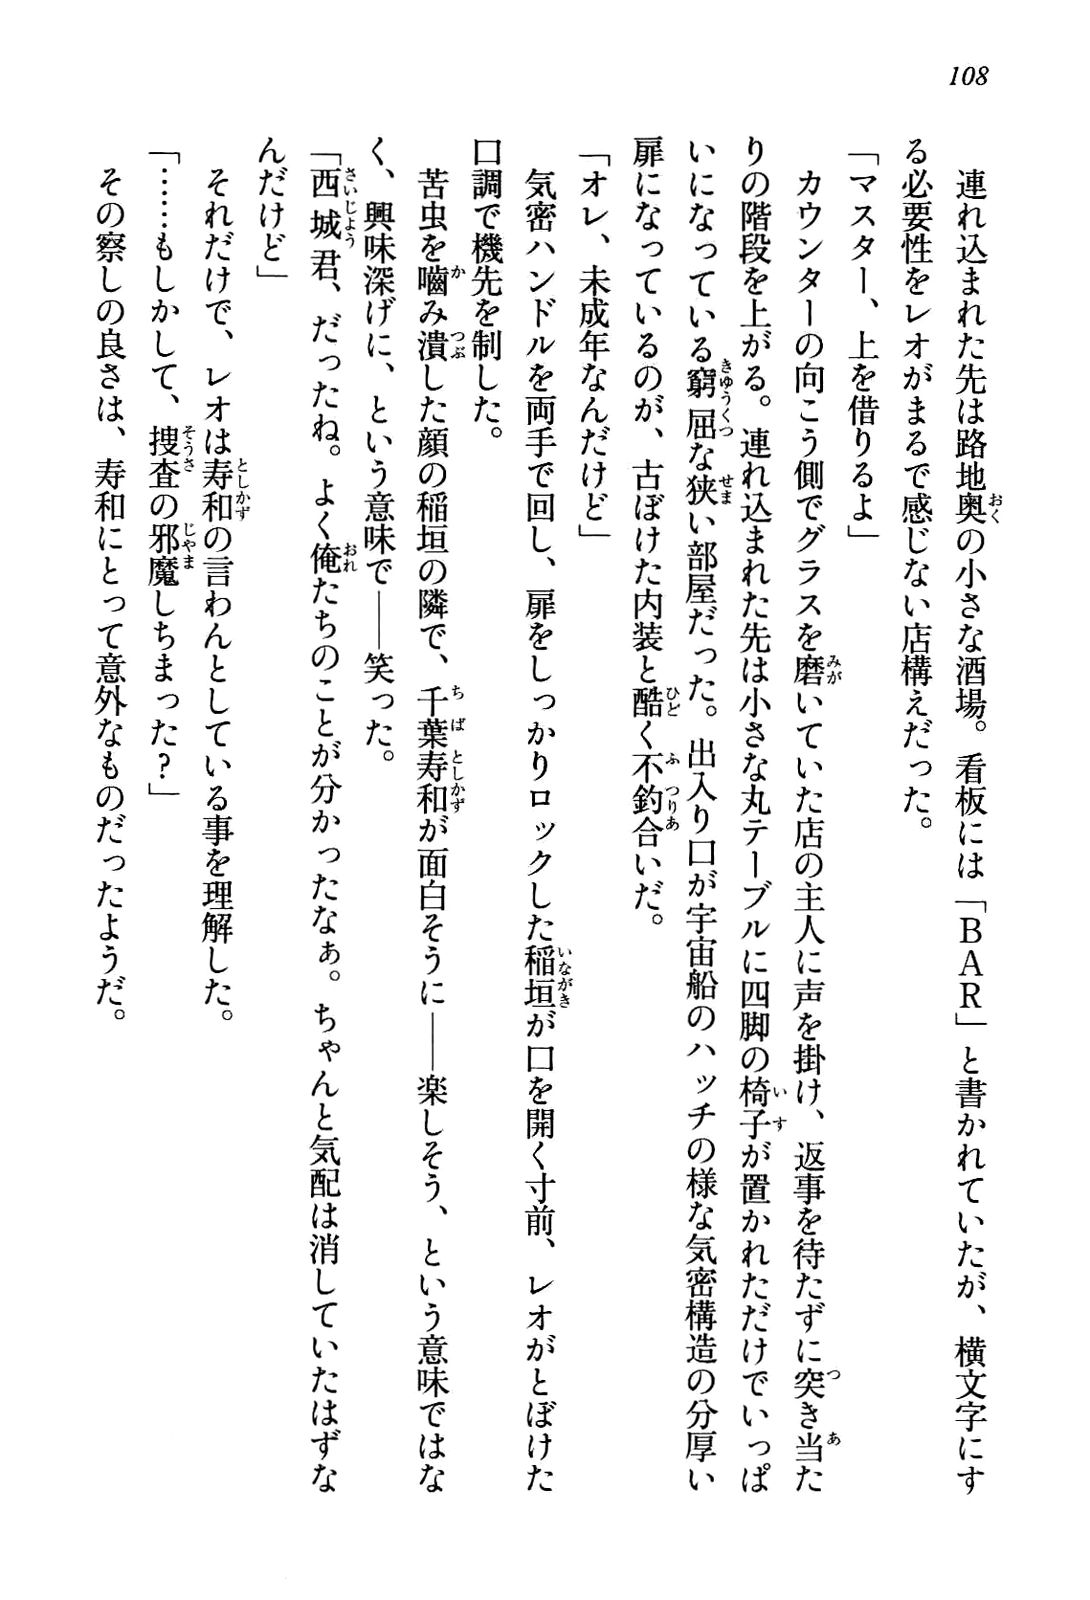 108
連れ込まれた先は路地奥の小さな酒場。看板には「ＢＡＲ」と書かれていたが、横文字にす
る必要性をレオがまるで感じない店構えだった。
「マスター、上を借りるよ」
カウンターの向こう側でグラスを磨いていた店の主人に声を掛け、返事を待たずに突き当た
りの階段を上がる。連れ込まれた先は小さな丸テーブルに四脚の椅子が置かれただけでいっぱ
いになっている窮屈な狭い部屋だった。出入り口が宇宙船のハッチの様な気密構造の分厚い
扉になっているのが、古ぼけた内装と酷く不釣合いだ。
「オレ、未成年なんだけど」
気密ハンドルを両手で回し、扉をしっかりロックした稲垣が口を開く寸前、レオがとぼけた
口調で機先を制した。
苦虫を嚙み潰した顔の稲垣の隣で、千葉寿和が面白そうに――楽しそう、という意味ではな
く、興味深げに、という意味で――笑った。
「西城君、だったね。よく俺たちのことが分かったなぁ。ちゃんと気配は消していたはずな
んだけど」
それだけで、レオは寿和の言わんとしている事を理解した。
「……もしかして、捜査の邪魔しちまった？」
その察しの良さは、寿和にとって意外なものだったようだ。